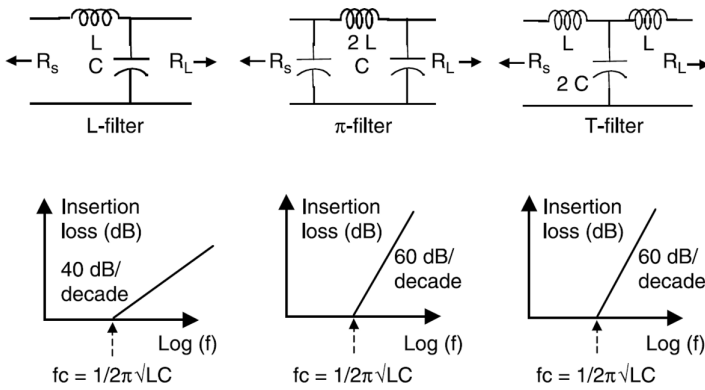 L
R_s
C
R_L
L-filter
2 L
R_s
C
R_L
π-filter
L
L
R_s
2 C
R_L
T-filter
Insertion
loss (dB)
40 dB/
decade
Log (f)
fc = 1/2π√LC
Insertion
loss (dB)
60 dB/
decade
Log (f)
fc = 1/2π√LC
Insertion
loss (dB)
60 dB/
decade
Log (f)
fc = 1/2π√LC